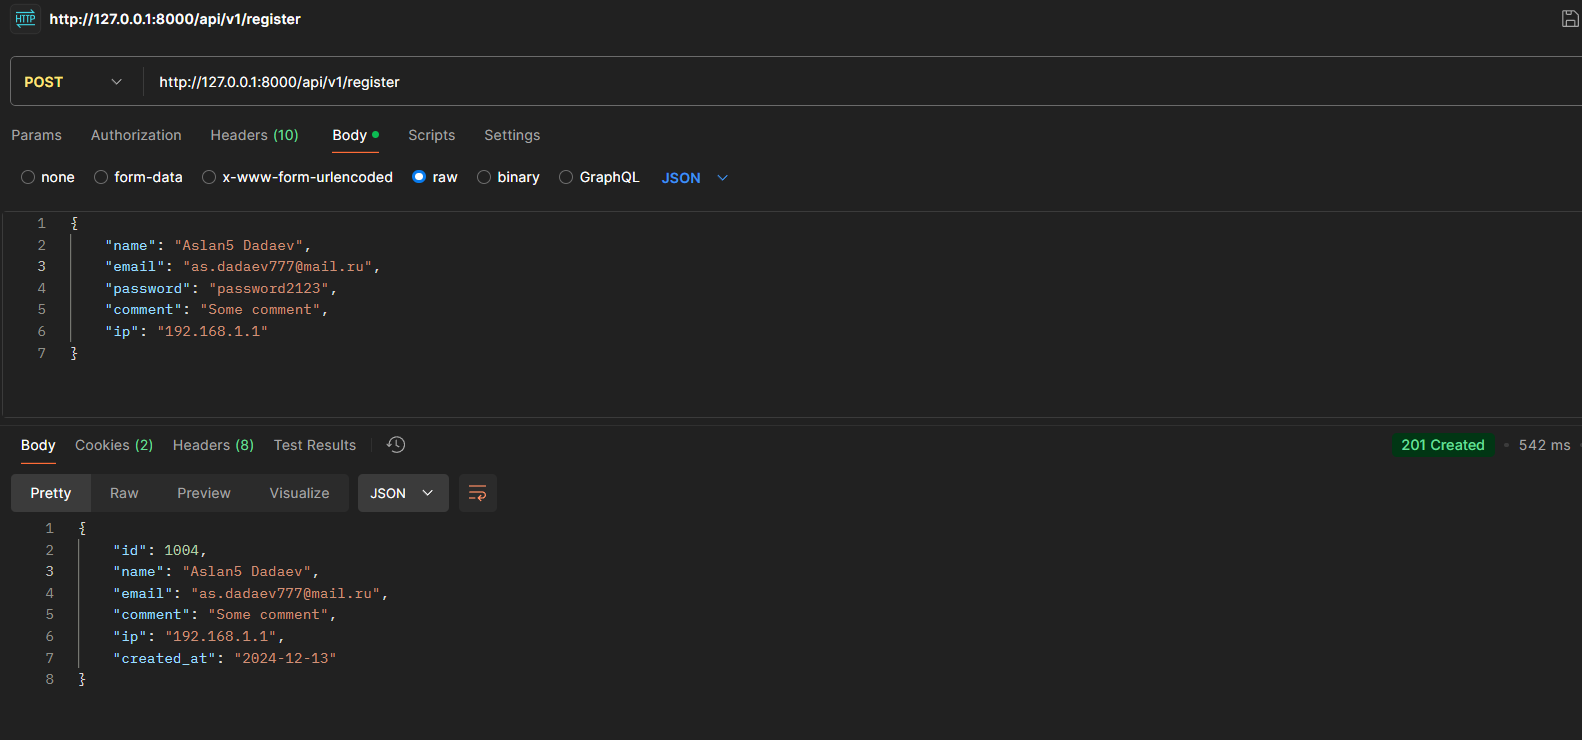 HTTP http://127.0.0.1:8000/api/v1/register
POST http://127.0.0.1:8000/api/v1/register
Params Authorization Headers (10) Body Scripts Settings
none form-data x-www-form-urlencoded raw binary GraphQL JSON
1 {
2 "name": "Aslan5 Dadaev",
3 "email": "as.dadaev777@mail.ru",
4 "password": "password2123",
5 "comment": "Some comment",
6 "ip": "192.168.1.1"
7 }
Body Cookies (2) Headers (8) Test Results 201 Created • 542 ms
Pretty Raw Preview Visualize JSON
1 {
2 "id": 1004,
3 "name": "Aslan5 Dadaev",
4 "email": "as.dadaev777@mail.ru",
5 "comment": "Some comment",
6 "ip": "192.168.1.1",
7 "created_at": "2024-12-13"
8 }